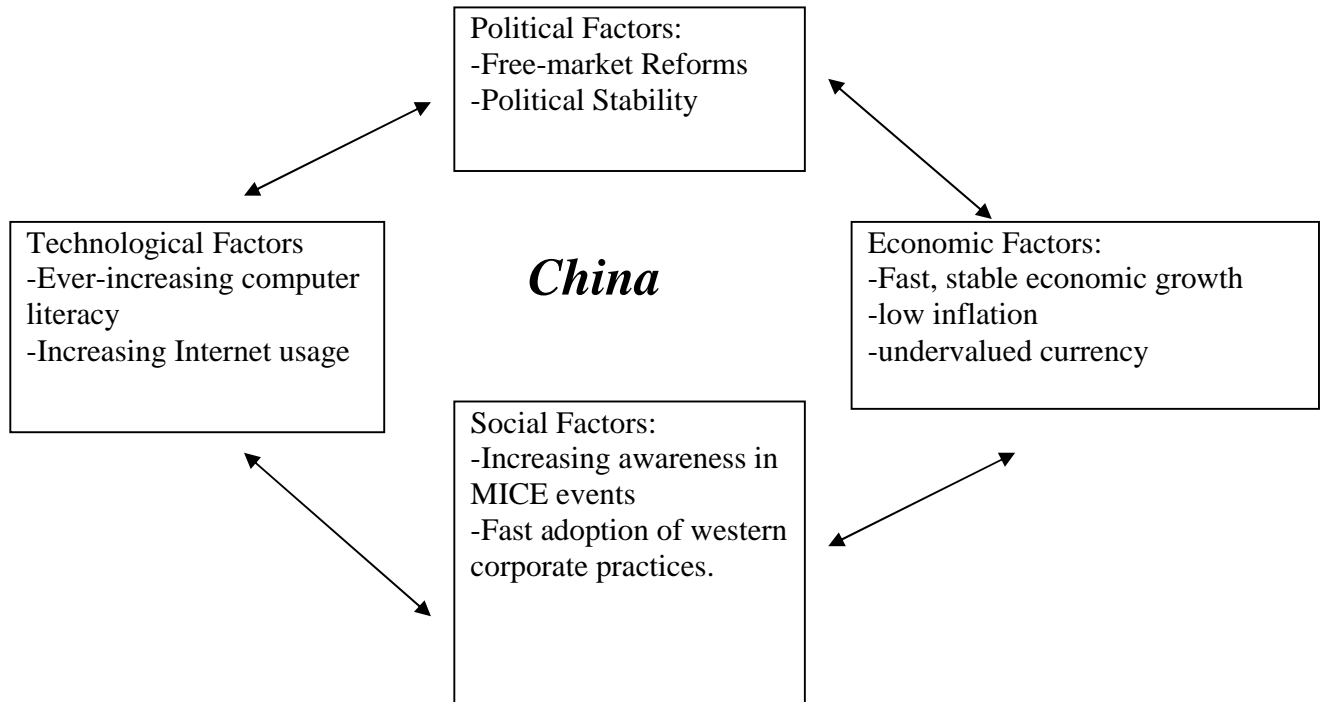 Political Factors:
-Free-market Reforms
-Political Stability
Technological Factors
-Ever-increasing computer
literacy
-Increasing Internet usage
China
Economic Factors:
-Fast, stable economic growth
-low inflation
-undervalued currency
Social Factors:
-Increasing awareness in
MICE events
-Fast adoption of western
corporate practices.